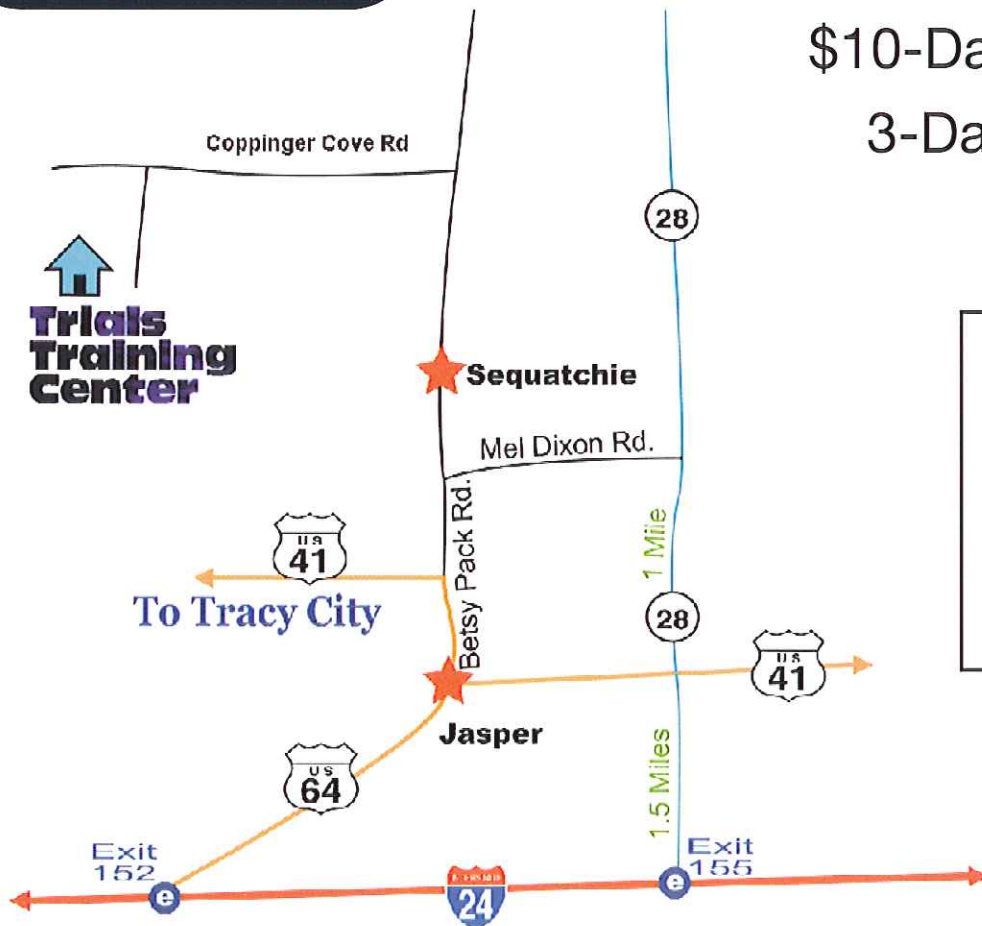 $10-Da
3-Da
Coppinger Cove Rd
28
Trials
Training
Center
Sequatchie
Mel Dixon Rd.
Betsy Pack Rd.
1 Mile
US
41
To Tracy City
28
US
41
Jasper
1.5 Miles
US
64
Exit
152
e
INTERSTATE
24
Exit
155
e